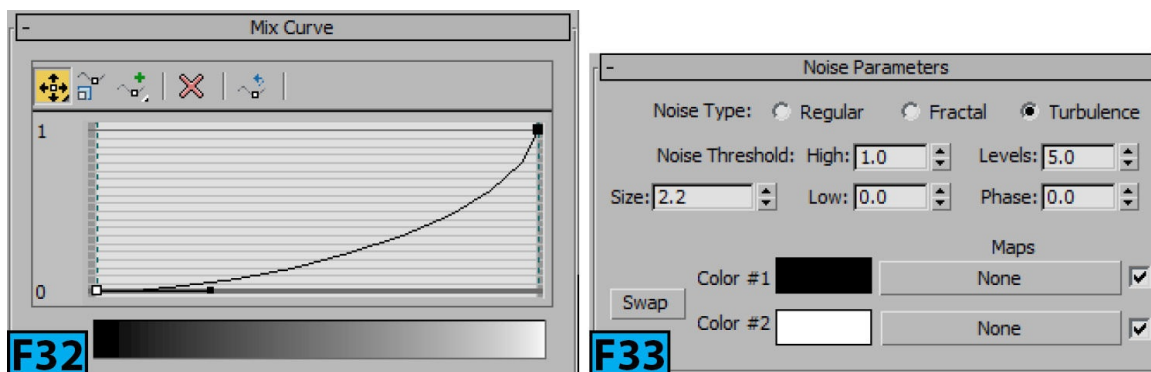 - Mix Curve
1
0
F32
- Noise Parameters
Noise Type: Regular Fractal Turbulence
Noise Threshold: High: 1.0 Levels: 5.0
Size: 2.2 Low: 0.0 Phase: 0.0
Maps
Color #1 None
Swap
Color #2 None
F33